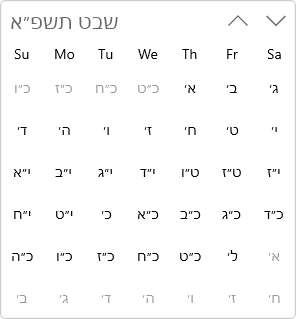 שבט תשפ״א
Su Mo Tu We Th Fr Sa
כ״ו כ״ז כ״ח כ״ט א׳ ב׳ ג׳
ד׳ ה׳ ו׳ ז׳ ח׳ ט׳ י׳
י״א י״ב י״ג י״ד ט״ו ט״ז י״ז
י״ח י״ט כ׳ כ״א כ״ב כ״ג כ״ד
כ״ה כ״ו כ״ז כ״ח כ״ט ל׳ א׳
ב׳ ג׳ ד׳ ה׳ ו׳ ז׳ ח׳